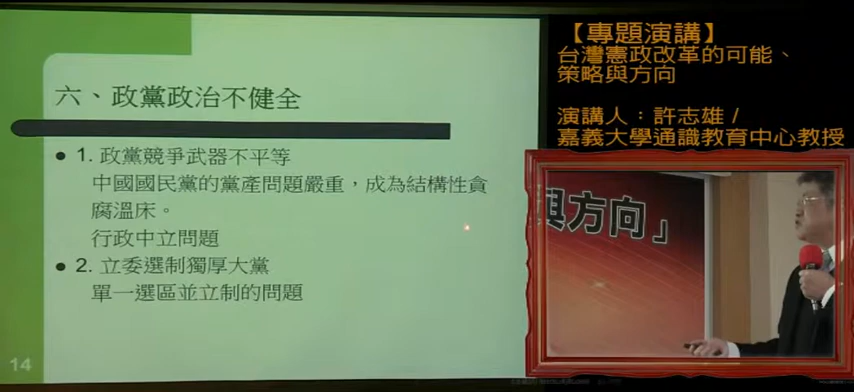 六、政黨政治不健全
● 1. 政黨競爭武器不平等
中國國民黨的黨產問題嚴重，成為結構性貪
腐溫床。
行政中立問題
● 2. 立委選制獨厚大黨
單一選區並立制的問題
14
【專題演講】
台灣憲政改革的可能、
策略與方向
演講人：許志雄 /
嘉義大學通識教育中心教授
與方向」